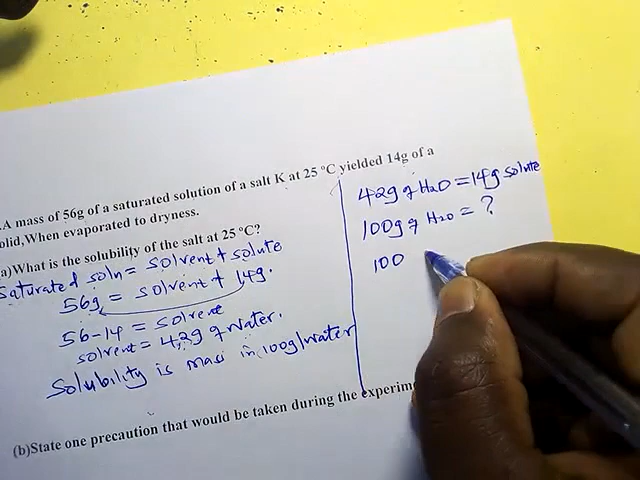 .A mass of 56g of a saturated solution of a salt K at 25 °C yielded 14g of a
olid,When evaporated to dryness.
a)What is the solubility of the salt at 25 °C?
Saturated soln = solvent + solute
56g = solvent + 14g.
56-14 = solvent
solvent = 42g of water.
Solubility is mass in 100g/water
42g of H20 = 14g solute
100g of H20 = ?
100
(b)State one precaution that would be taken during the experim